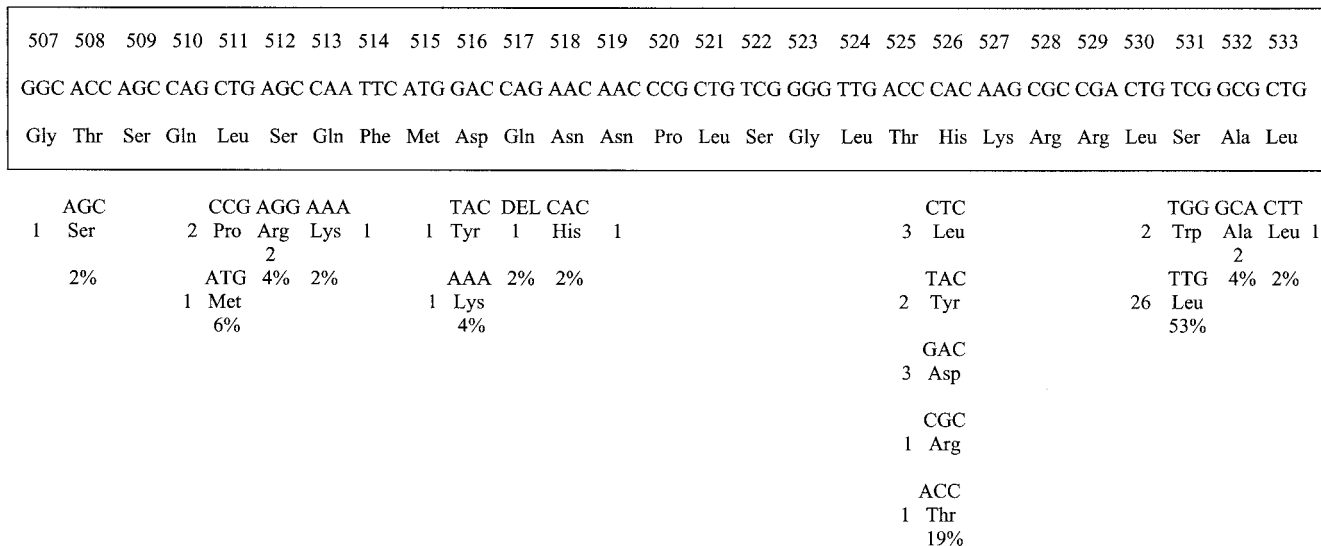 507 508 509 510 511 512 513 514 515 516 517 518 519 520 521 522 523 524 525 526 527 528 529 530 531 532 533
GGC ACC AGC CAG CTG AGC CAA TTC ATG GAC CAG AAC AAC CCG CTG TCG GGG TTG ACC CAC AAG CGC CGA CTG TCG GCG CTG
Gly Thr Ser Gln Leu Ser Gln Phe Met Asp Gln Asn Asn Pro Leu Ser Gly Leu Thr His Lys Arg Arg Leu Ser Ala Leu
AGC CCG AGG AAA TAC DEL CAC CTC TGG GCA CTT
1 Ser 2 Pro Arg Lys 1 1 Tyr 1 His 1 3 Leu 2 Trp Ala Leu 1
2 2
2% ATG 4% 2% AAA 2% 2% TAC TTG 4% 2%
1 Met 1 Lys 2 Tyr 26 Leu
6% 4% 53%
GAC
3 Asp
CGC
1 Arg
ACC
1 Thr
19%